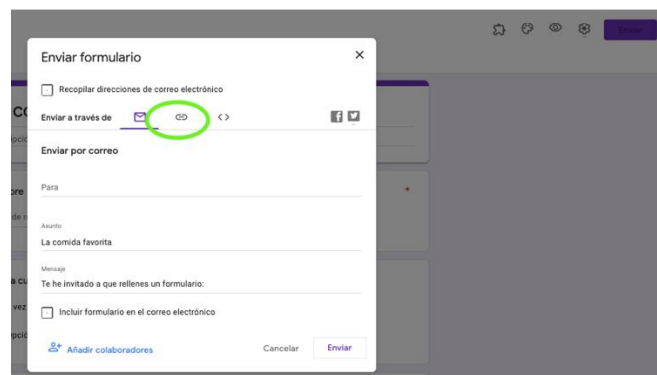 Enviar formulario
Recopilar direcciones de correo electrónico
Enviar a través de
Enviar por correo
Para
Asunto
La comida favorita
Mensaje
Te he invitado a que rellenes un formulario:
Incluir formulario en el correo electrónico
Añadir colaboradores
Cancelar
Enviar